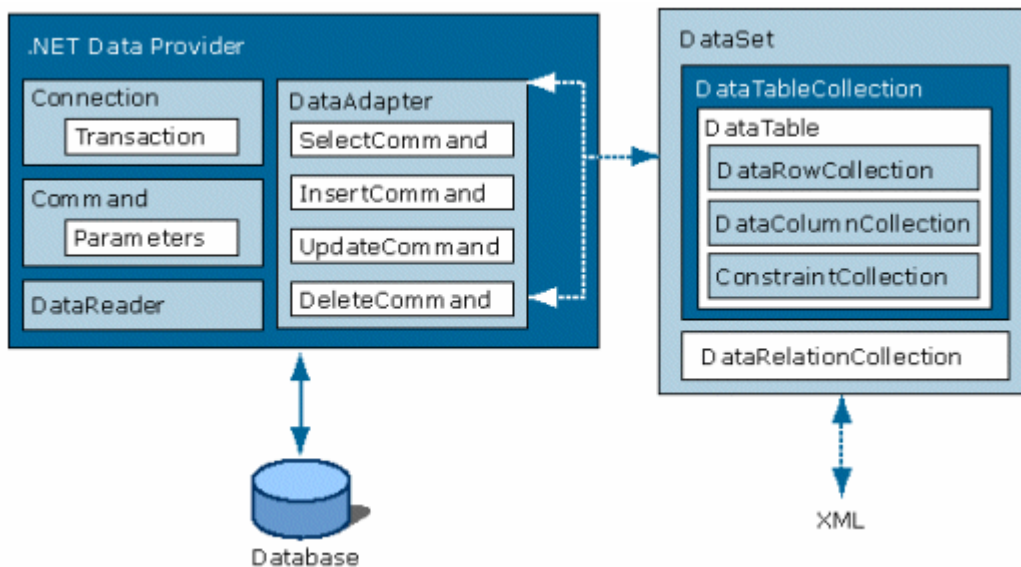 .NET Data Provider
Connection
Transaction
Command
Parameters
DataReader
DataAdapter
SelectCommand
InsertCommand
UpdateCommand
DeleteCommand
Database
DataSet
DataTableCollection
DataTable
DataRowCollection
DataColumnCollection
ConstraintCollection
DataRelationCollection
XML